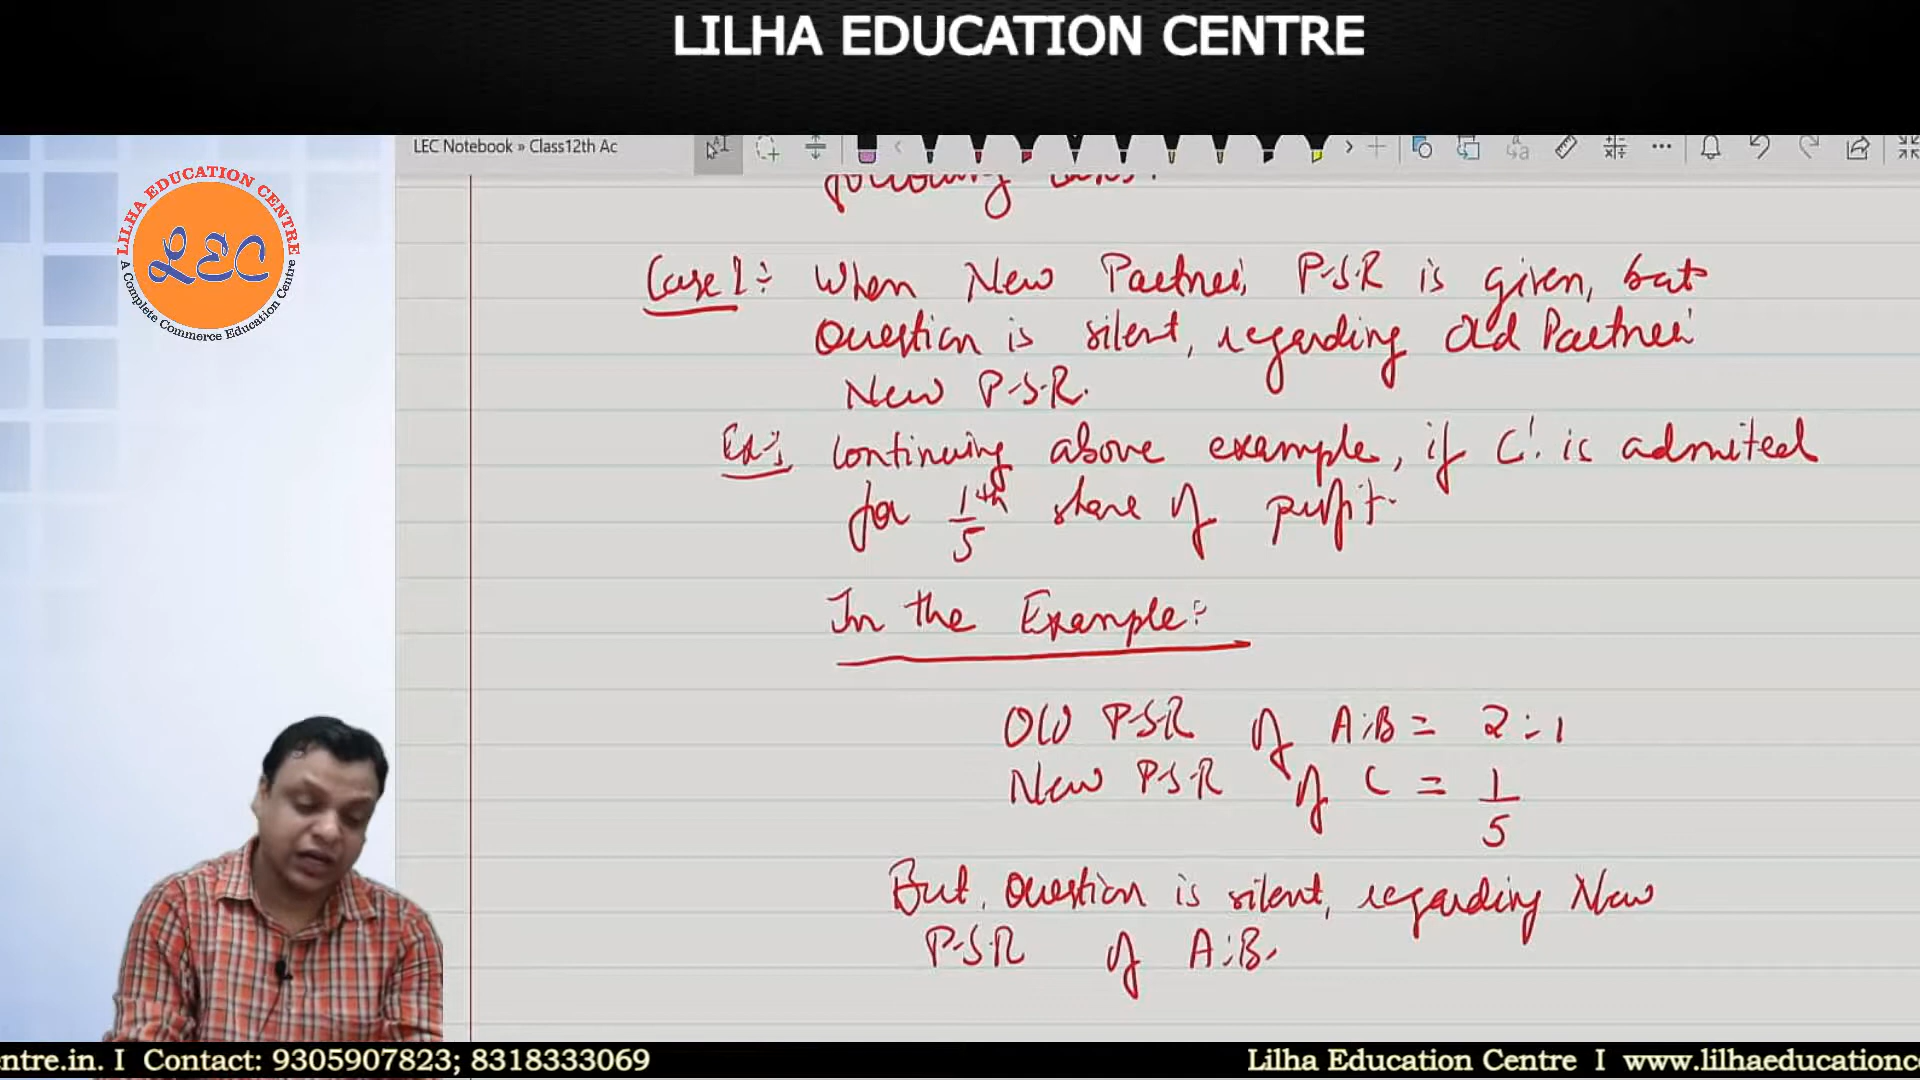 LILHA EDUCATION CENTRE
LEC Notebook » Class12th Ac
LILHA EDUCATION CENTRE
LEC
A Complete Commerce Education Centre
following
Case 1:- When New Partner's P.S.R is given, but
Question is silent, regarding Old Partner's
New P.S.R.
Ex:- Continuing above example, if 'C' is admited
for 1/5th share of profit.
In the Example:-
Old P.S.R of A:B = 2:1
New P.S.R of C = 1/5
But, Question is silent, regarding New
P.S.R of A:B.
ntre.in. I Contact: 9305907823; 8318333069
Lilha Education Centre I www.lilhaeducationc